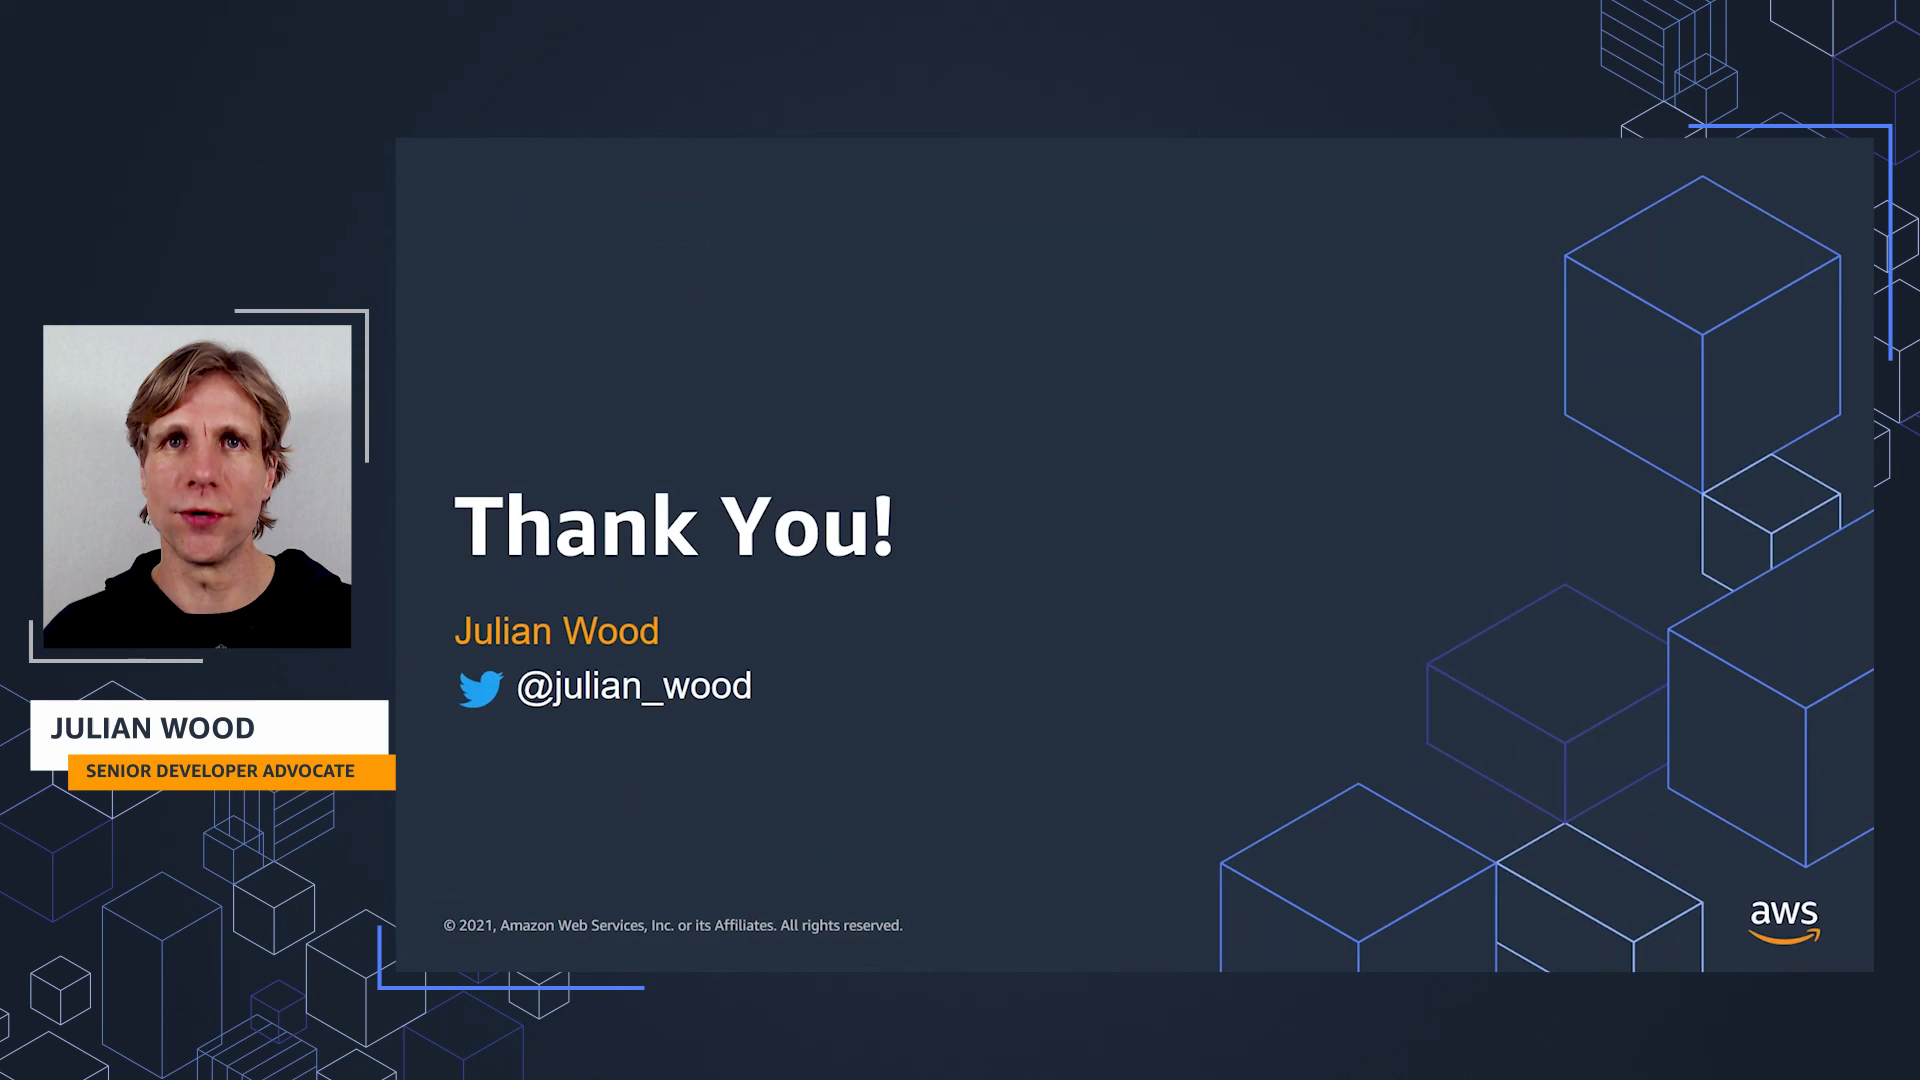 JULIAN WOOD
SENIOR DEVELOPER ADVOCATE
Thank You!
Julian Wood
@julian_wood
© 2021, Amazon Web Services, Inc. or its Affiliates. All rights reserved.
aws